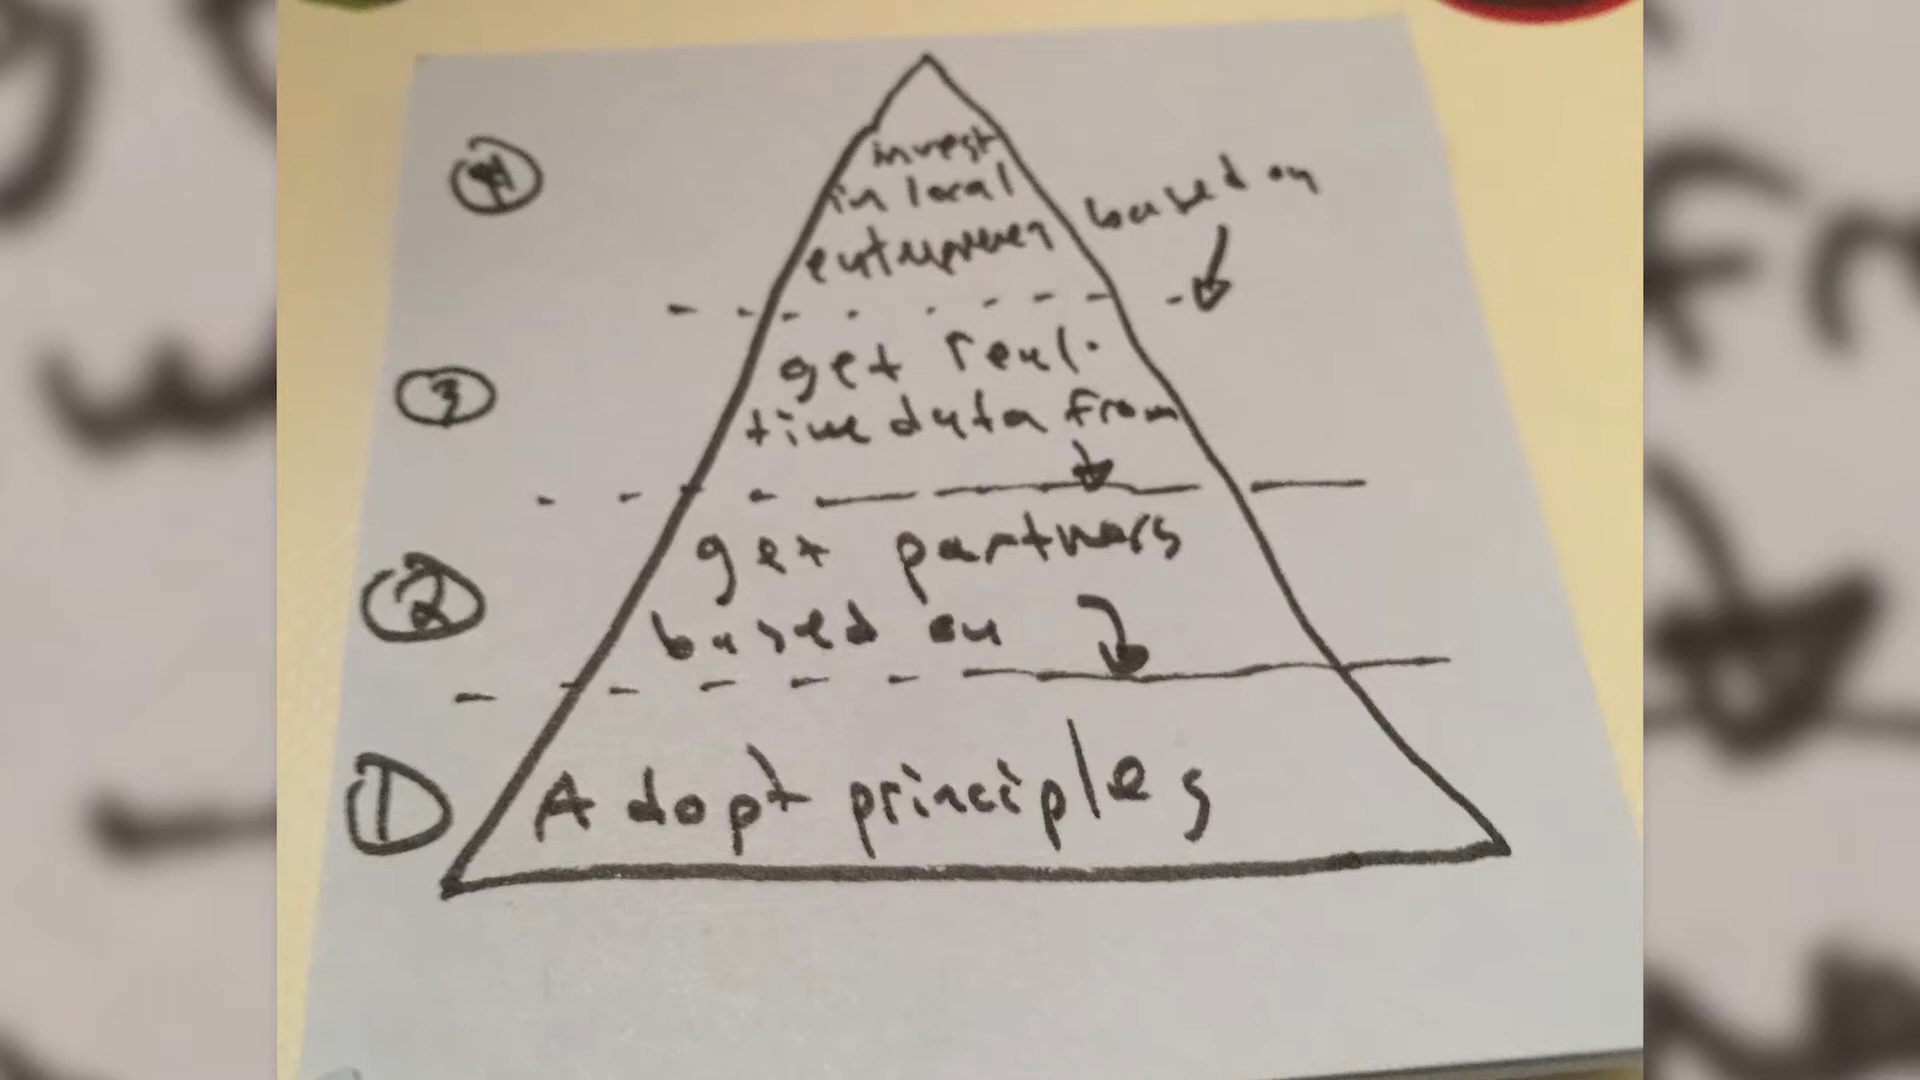 4
invest
in local
entrepreneur
based on
3
get real-
time data from
2
get partners
based on
1
Adopt principles